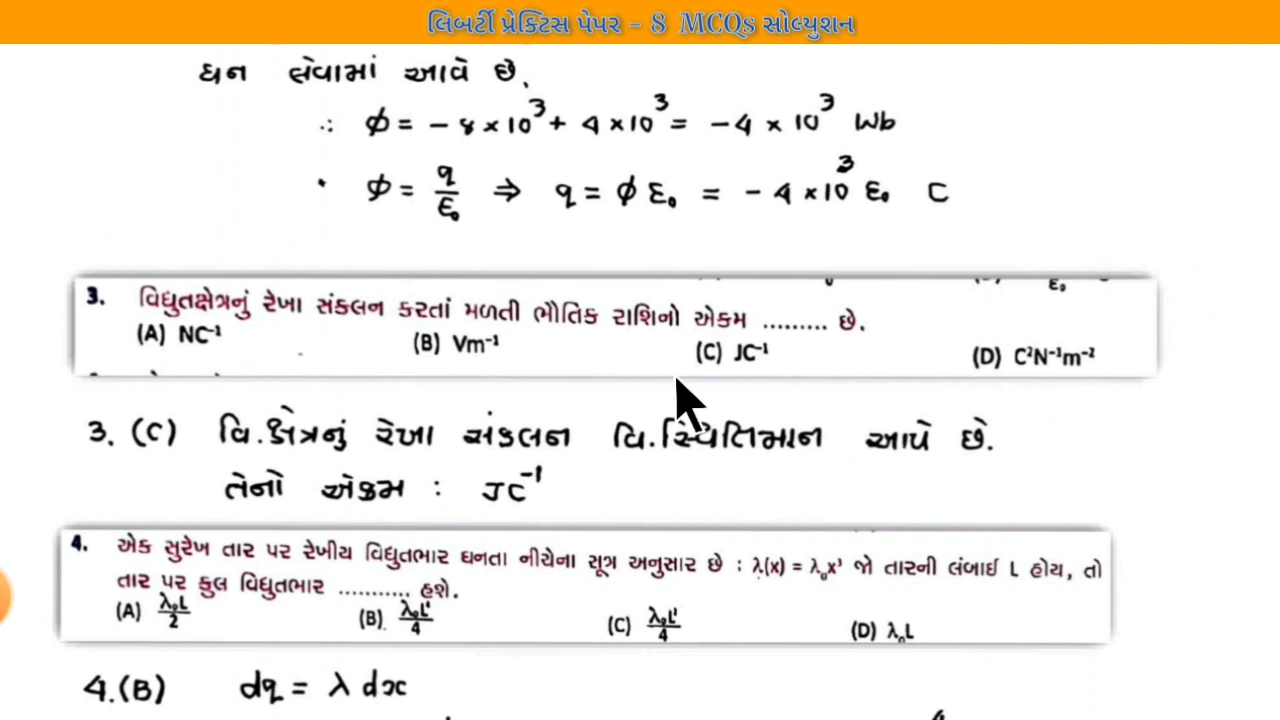 લિબર્ટી પ્રેક્ટિસ પેપર - 8 MCQs સોલ્યુશન
ધન લેવામાં આવે છે.
∴ ϕ = - 8 × 10³ + 4 × 10³ = - 4 × 10³ Wb
· ϕ = q/ε₀ ⇒ q = ϕ ε₀ = - 4 × 10³ ε₀ C
3. વિદ્યુતક્ષેત્રનું રેખા સંકલન કરતાં મળતી ભૌતિક રાશિનો એકમ ......... છે.
(A) NC⁻¹ (B) Vm⁻¹ (C) JC⁻¹ (D) C²N⁻¹m⁻²
3. (C) વિ.ક્ષેત્રનું રેખા સંકલન વિ.સ્થિતિમાન આપે છે.
તેનો એકમ : JC⁻¹
4. એક સુરેખ તાર પર રેખીય વિદ્યુતભાર ઘનતા નીચેના સૂત્ર અનુસાર છે : λ(x) = λ₀x³ જો તારની લંબાઈ L હોય, તો
તાર પર કુલ વિદ્યુતભાર .......... હશે.
(A) λ₀L/2 (B) /4 (C) /4 (D) λ₀L
4.(B) dq = λ dx